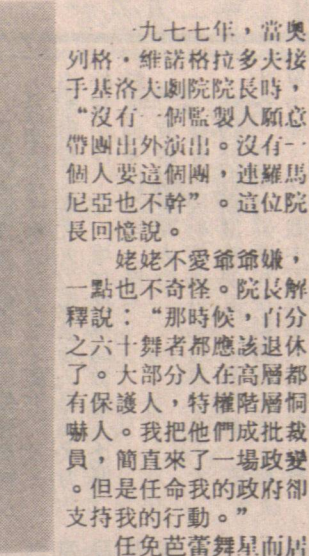 一九七七年，當奧
列格·維諾格拉多夫接
手基洛夫劇院院長時，
“沒有一個監製人願意
帶團出外演出。沒有一
個人要這個團，連羅馬
尼亞也不幹”。這位院
長回憶說。
姥姥不愛爺爺嫌，
一點也不奇怪。院長解
釋說：“那時候，百分
之六十舞者都應該退休
了。大部分人在高層都
有保護人，特權階層恫
嚇人。我把他們成批裁
員，簡直來了一場政變
。但是任命我的政府卻
支持我的行動。”
任免芭蕾舞星而居